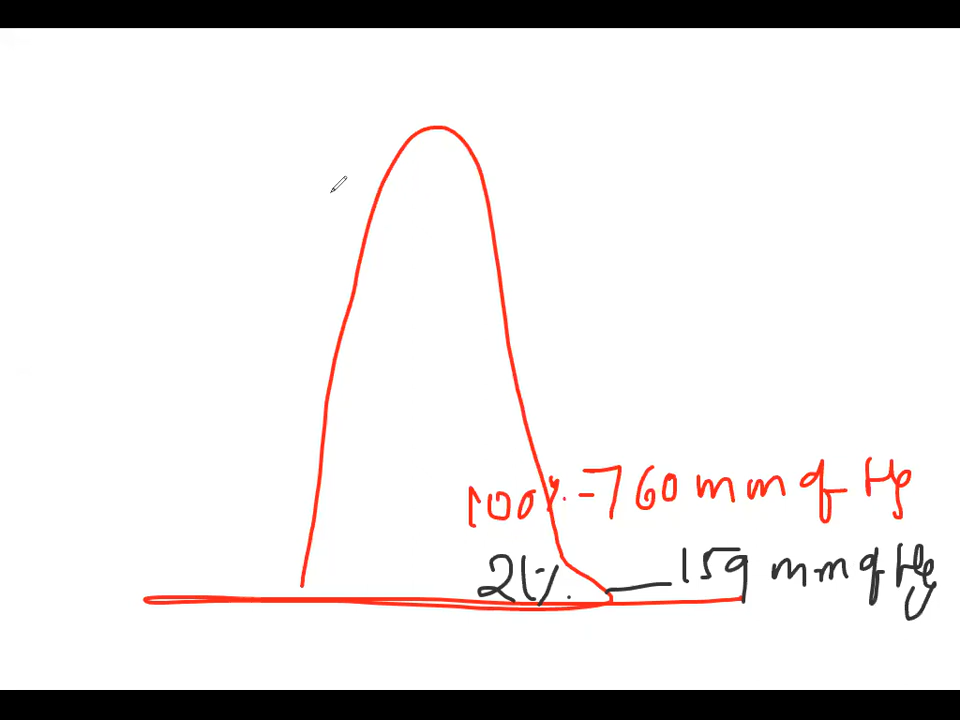 100% = 760 mm of Hg
21% — 159 mm of Hg